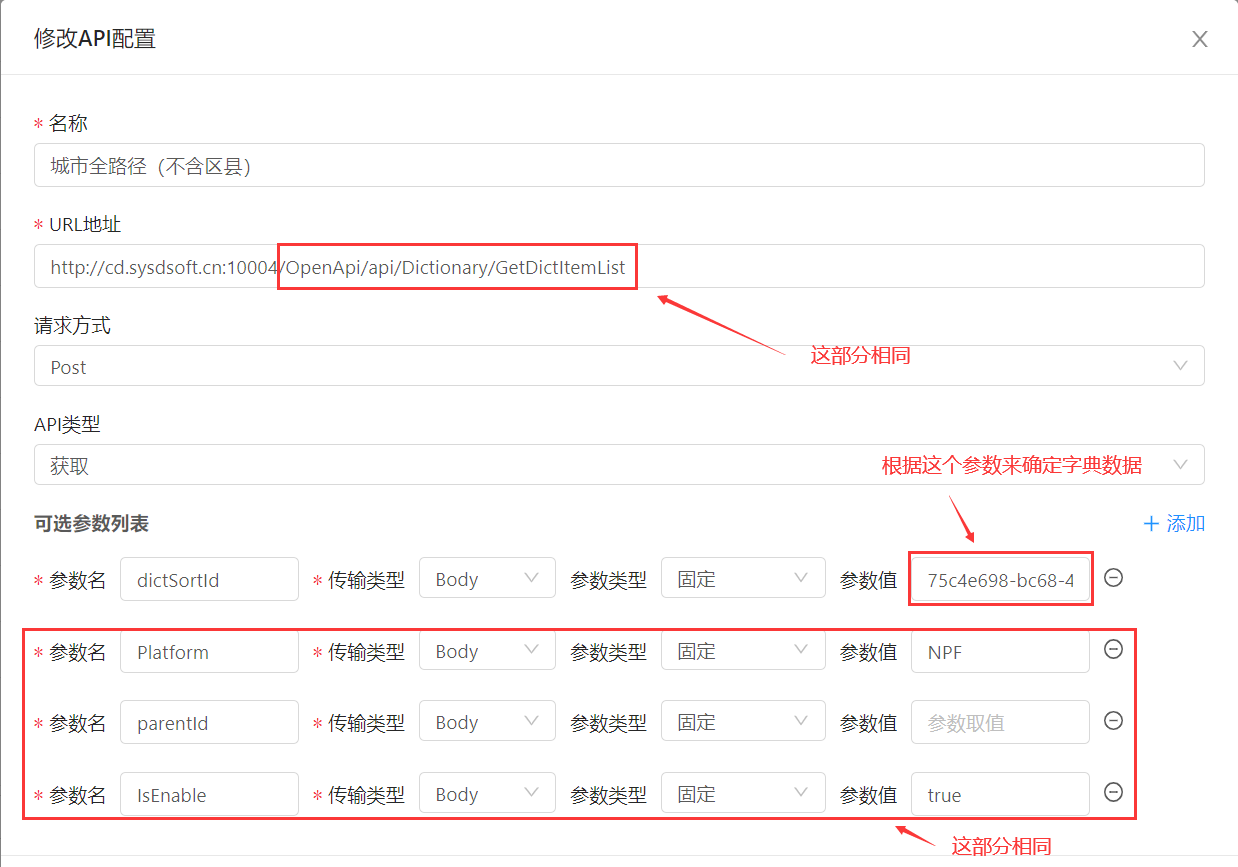 修改API配置
* 名称
城市全路径（不含区县）
* URL地址
http://cd.sysdsoft.cn:10004/OpenApi/api/Dictionary/GetDictItemList
请求方式
这部分相同
Post
API类型
获取
根据这个参数来确定字典数据
可选参数列表
+ 添加
* 参数名 dictSortId * 传输类型 Body 参数类型 固定 参数值 75c4e698-bc68-4
* 参数名 Platform * 传输类型 Body 参数类型 固定 参数值 NPF
* 参数名 parentId * 传输类型 Body 参数类型 固定 参数值 参数取值
* 参数名 IsEnable * 传输类型 Body 参数类型 固定 参数值 true
这部分相同